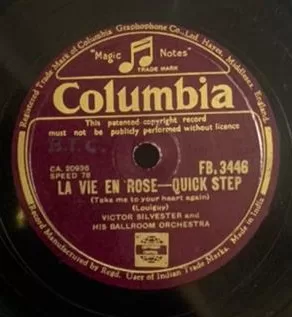 Registered Trade Mark of Columbia Graphophone Co., Ltd., Hayes, Middlesex, England.
"Magic Notes"
TRADE MARK
Columbia
This patented copyright record
must not be publicly performed without licence
B.I.C.
CA. 20936
SPEED 78
FB. 3446
LA VIE EN ROSE—QUICK STEP
(Take me to your heart again)
(Louiguy)
VICTOR SILVESTER and
HIS BALLROOM ORCHESTRA
Record Manufactured by Regd. User of Indian Trade Marks. Made in India